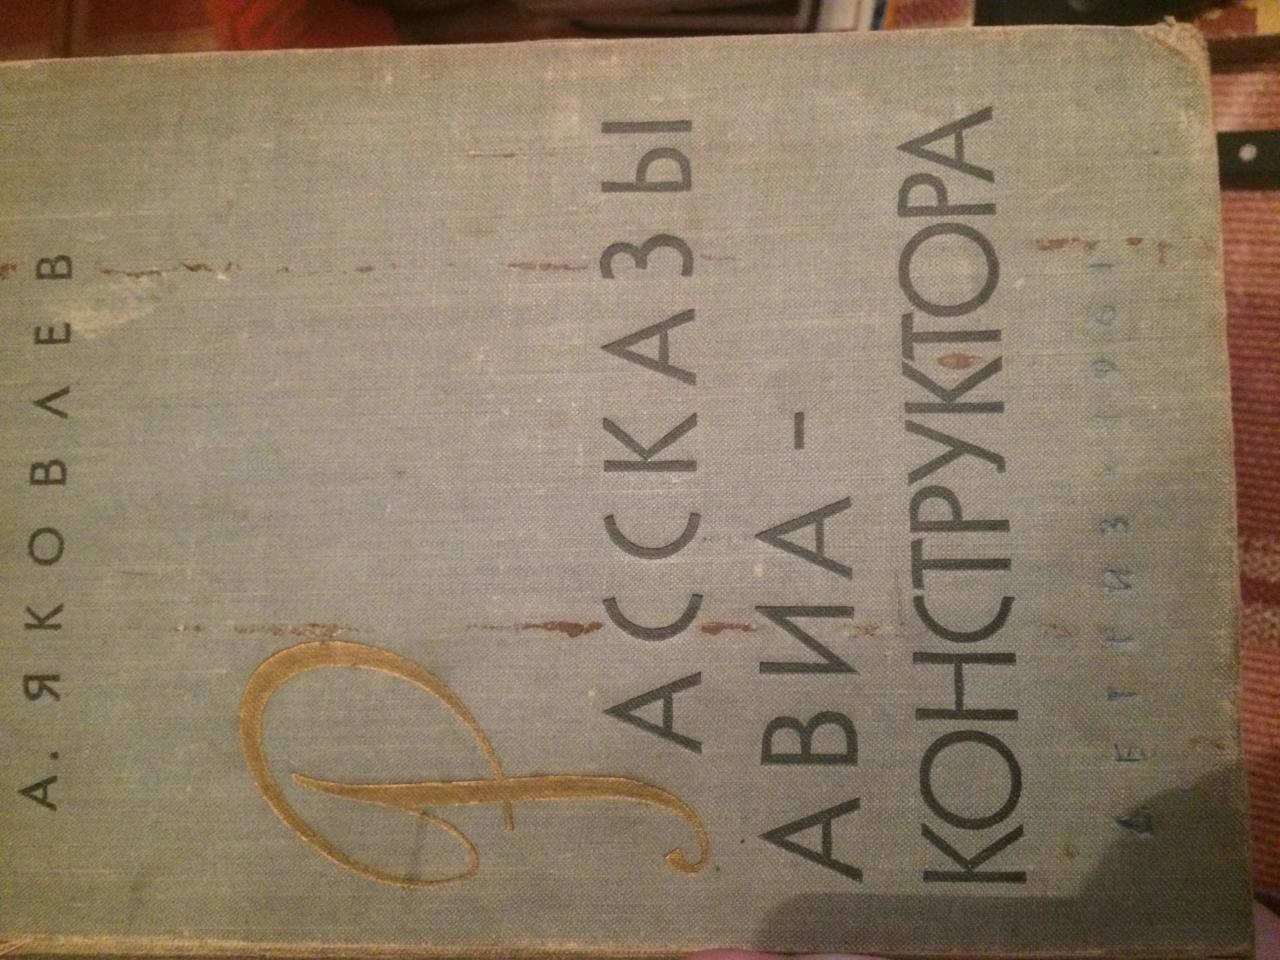 А. ЯКОВЛЕВ
РАССКАЗЫ
АВИА-
КОНСТРУКТОРА
ДЕТГИЗ-1961